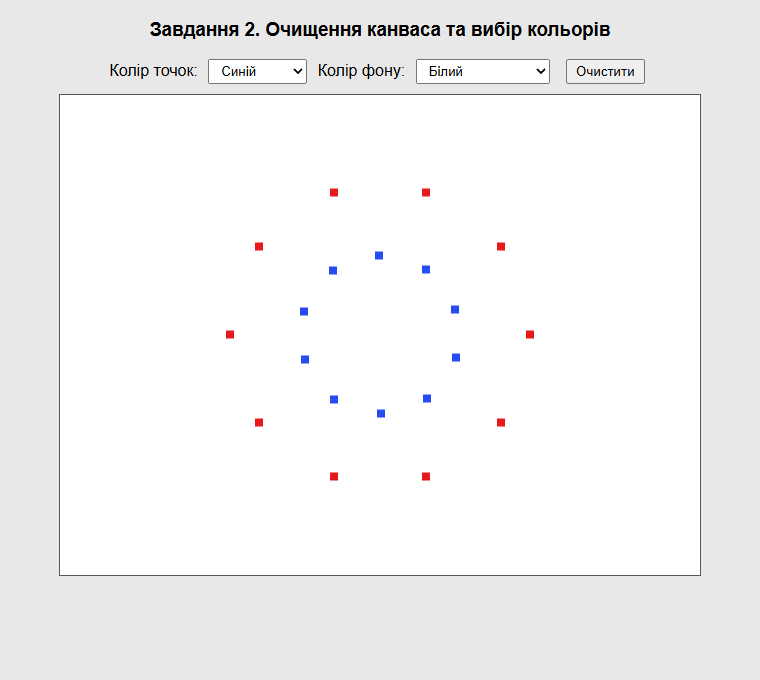 Завдання 2. Очищення канваса та вибір кольорів
Колір точок: Синій Колір фону: Білий Очистити